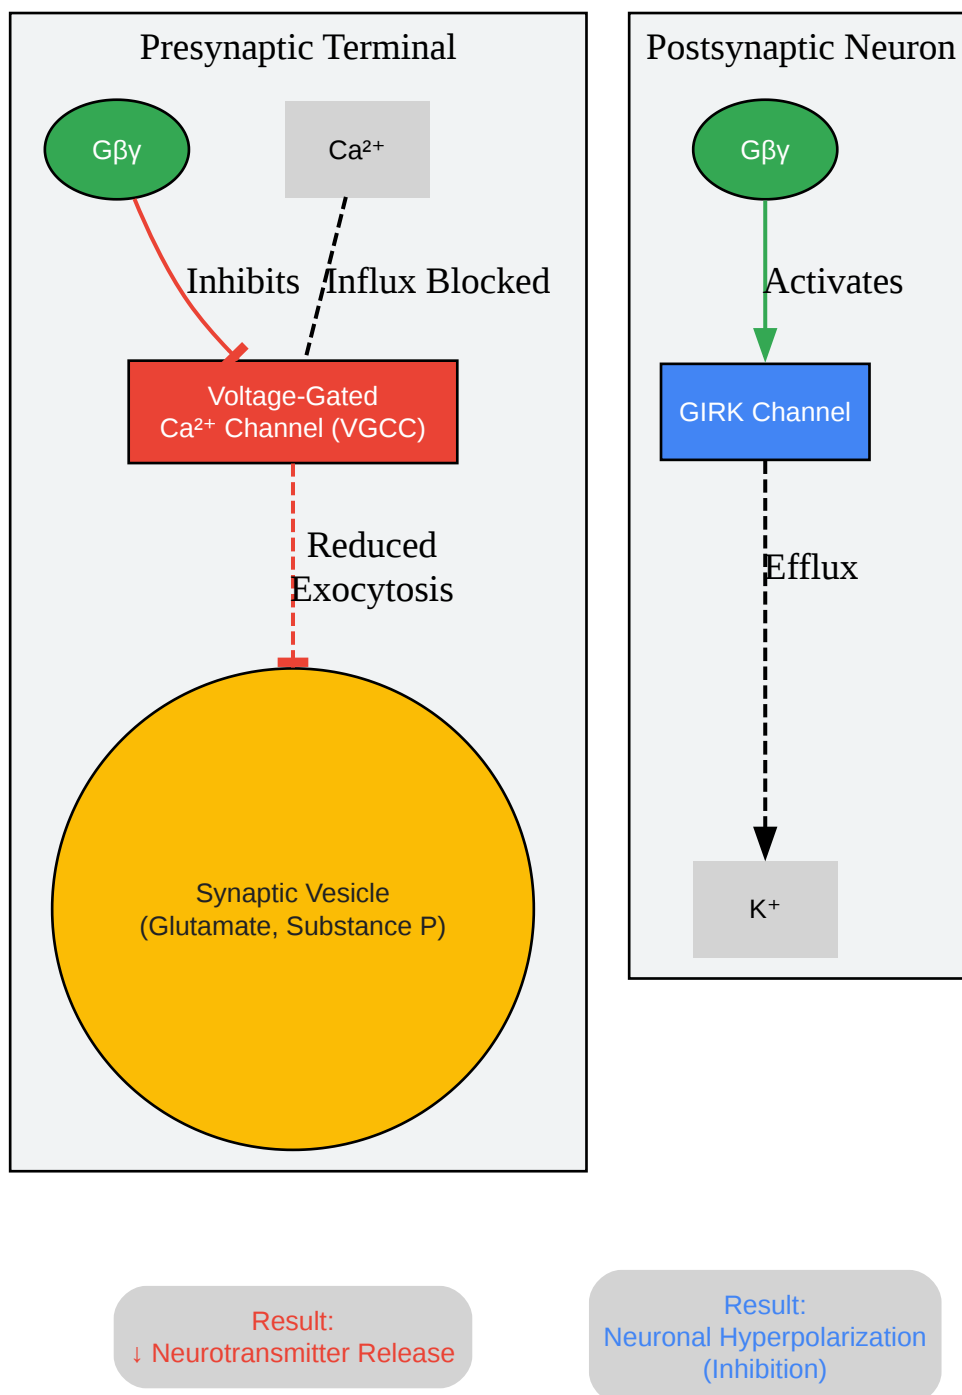 Presynaptic Terminal
Gβγ
Ca²⁺
Inhibits
Influx Blocked
Voltage-Gated
Ca²⁺ Channel (VGCC)
Reduced
Exocytosis
Synaptic Vesicle
(Glutamate, Substance P)
Postsynaptic Neuron
Gβγ
Activates
GIRK Channel
Efflux
K⁺
Result:
↓ Neurotransmitter Release
Result:
Neuronal Hyperpolarization
(Inhibition)